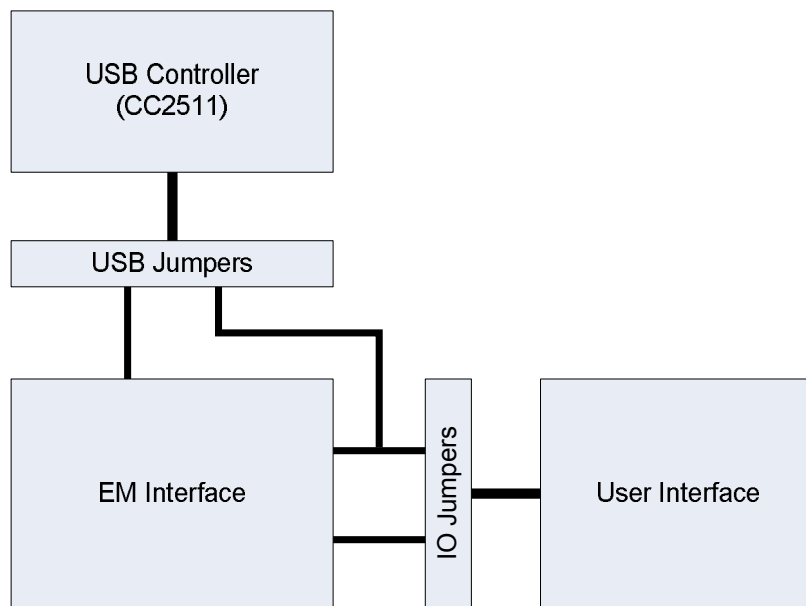 USB Controller
(CC2511)
USB Jumpers
EM Interface
IO Jumpers
User Interface